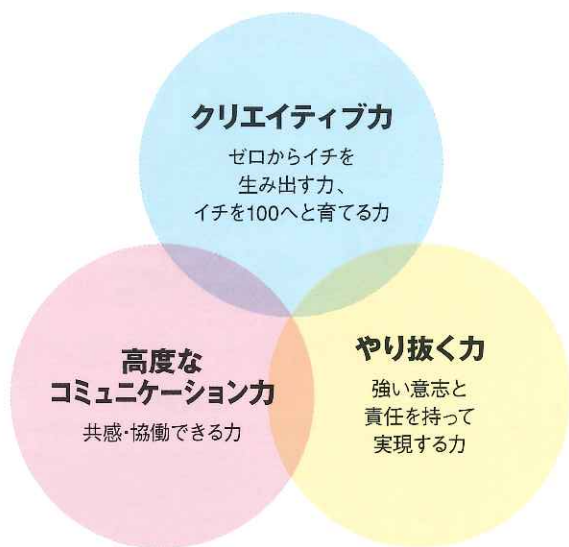 クリエイティブ力
ゼロからイチを
生み出す力、
イチを100へと育てる力
高度な
コミュニケーション力
共感・協働できる力
やり抜く力
強い意志と
責任を持って
実現する力